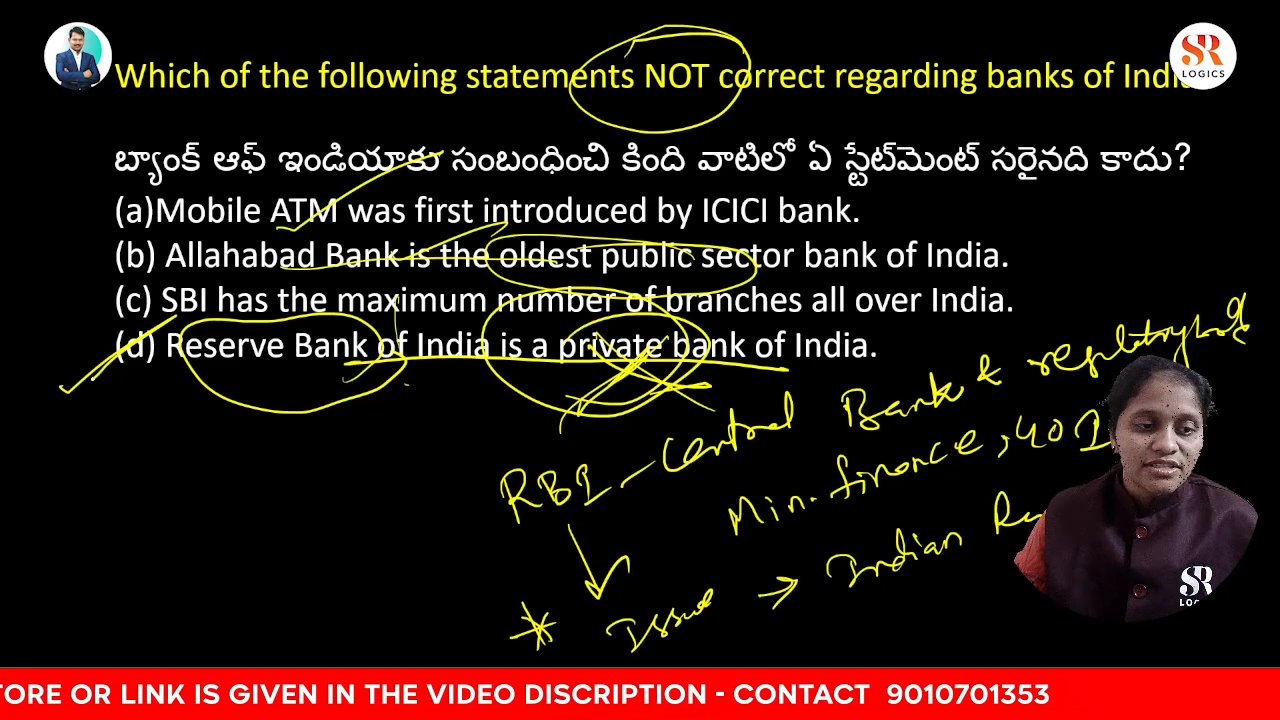 Which of the following statements NOT correct regarding banks of Indi
SR
LOGICS
బ్యాంక్ ఆఫ్ ఇండియాకు సంబంధించి కింది వాటిలో ఏ స్టేట్‌మెంట్ సరైనది కాదు?
(a)Mobile ATM was first introduced by ICICI bank.
(b) Allahabad Bank is the oldest public sector bank of India.
(c) SBI has the maximum number of branches all over India.
(d) Reserve Bank of India is a private bank of India.
RBI - Central Bank &
Min. finance, GOI
Issue → Indian
SR
TORE OR LINK IS GIVEN IN THE VIDEO DISCRIPTION - CONTACT 9010701353